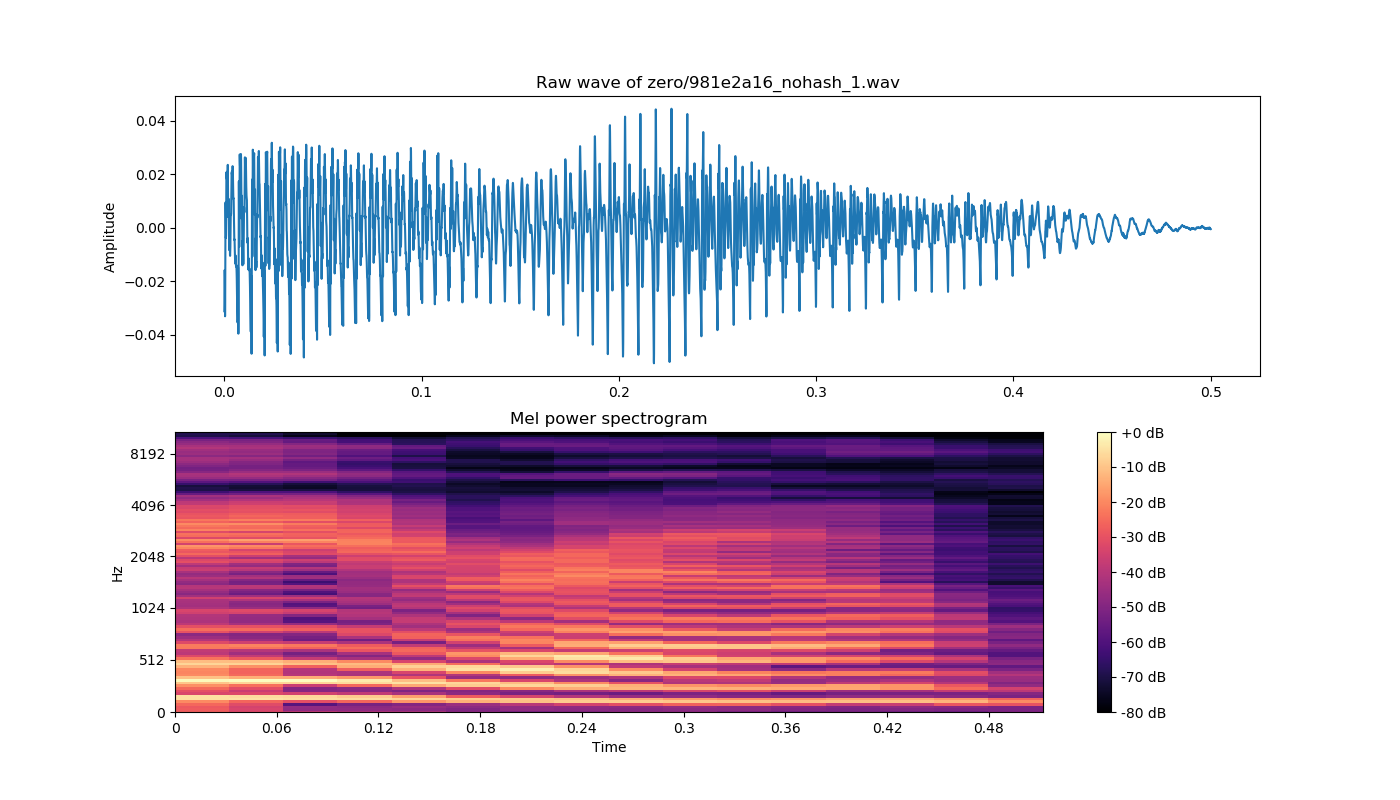 Raw wave of zero/981e2a16_nohash_1.wav
Amplitude
0.04
0.02
0.00
−0.02
−0.04
0.0 0.1 0.2 0.3 0.4 0.5
Mel power spectrogram
Hz
8192
4096
2048
1024
512
0
0 0.06 0.12 0.18 0.24 0.3 0.36 0.42 0.48
Time
+0 dB
-10 dB
-20 dB
-30 dB
-40 dB
-50 dB
-60 dB
-70 dB
-80 dB